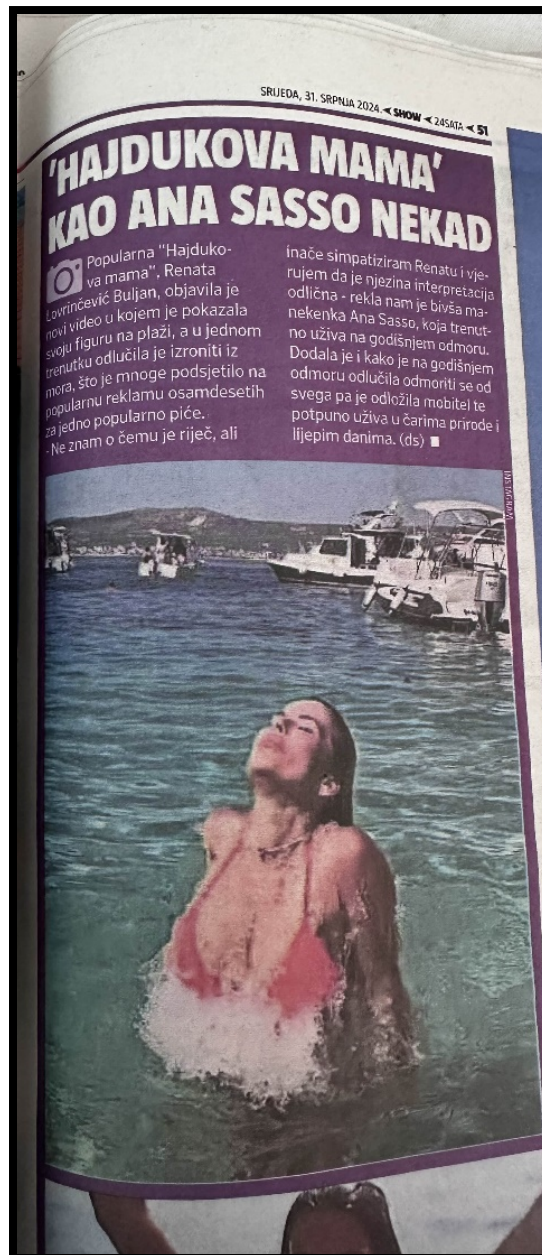 SRIJEDA, 31. SRPNJA 2024. ◄ SHOW ◄ 24SATA ◄ 51
'HAJDUKOVA MAMA'
KAO ANA SASSO NEKAD
Popularna "Hajduko-
va mama", Renata
Lovrinčević Buljan, objavila je
novi video u kojem je pokazala
svoju figuru na plaži, a u jednom
trenutku odlučila je izroniti iz
mora, što je mnoge podsjetilo na
popularnu reklamu osamdesetih
za jedno popularno piće.
- Ne znam o čemu je riječ, ali
inače simpatiziram Renatu i vje-
rujem da je njezina interpretacija
odlična - rekla nam je bivša ma-
nekenka Ana Sasso, koja trenut-
no uživa na godišnjem odmoru.
Dodala je i kako je na godišnjem
odmoru odlučila odmoriti se od
svega pa je odložila mobitel te
potpuno uživa u čarima prirode i
lijepim danima. (ds) ■
INSTAGRAM